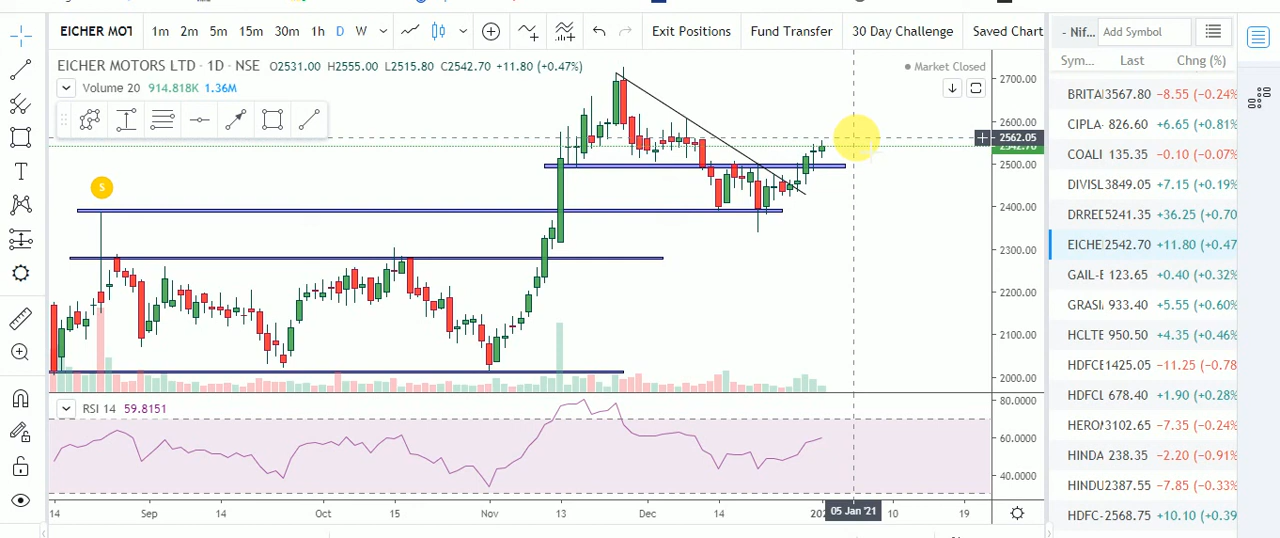 EICHER MOT 1m 2m 5m 15m 30m 1h D W Exit Positions Fund Transfer 30 Day Challenge Saved Chart
- Nif... Add Symbol
EICHER MOTORS LTD · 1D · NSE O2531.00 H2555.00 L2515.80 C2542.70 +11.80 (+0.47%) Market Closed
Volume 20 914.818K 1.36M
S
2700.00
2600.00
2562.05
2542.70
2500.00
2400.00
2300.00
2200.00
2100.00
2000.00
RSI 14 59.8151
80.0000
60.0000
40.0000
14 Sep 14 Oct 15 Nov 13 Dec 14 05 Jan '21 10 19
Sym... Last Chng (%)
BRITA 3567.80 −8.55 (−0.24%
CIPLA- 826.60 +6.65 (+0.81%
COALI 135.35 −0.10 (−0.07%
DIVISL 3849.05 +7.15 (+0.19%
DRREE 5241.35 +36.25 (+0.70
EICHE 2542.70 +11.80 (+0.47
GAIL-E 123.65 +0.40 (+0.32%
GRASI 933.40 +5.55 (+0.60%
HCLTE 950.50 +4.35 (+0.46%
HDFCE 1425.05 −11.25 (−0.78
HDFCL 678.40 +1.90 (+0.28%
HERON 3102.65 −7.35 (−0.24%
HINDA 238.35 −2.20 (−0.91%
HINDU 2387.55 −7.85 (−0.33%
HDFC- 2568.75 +10.10 (+0.39